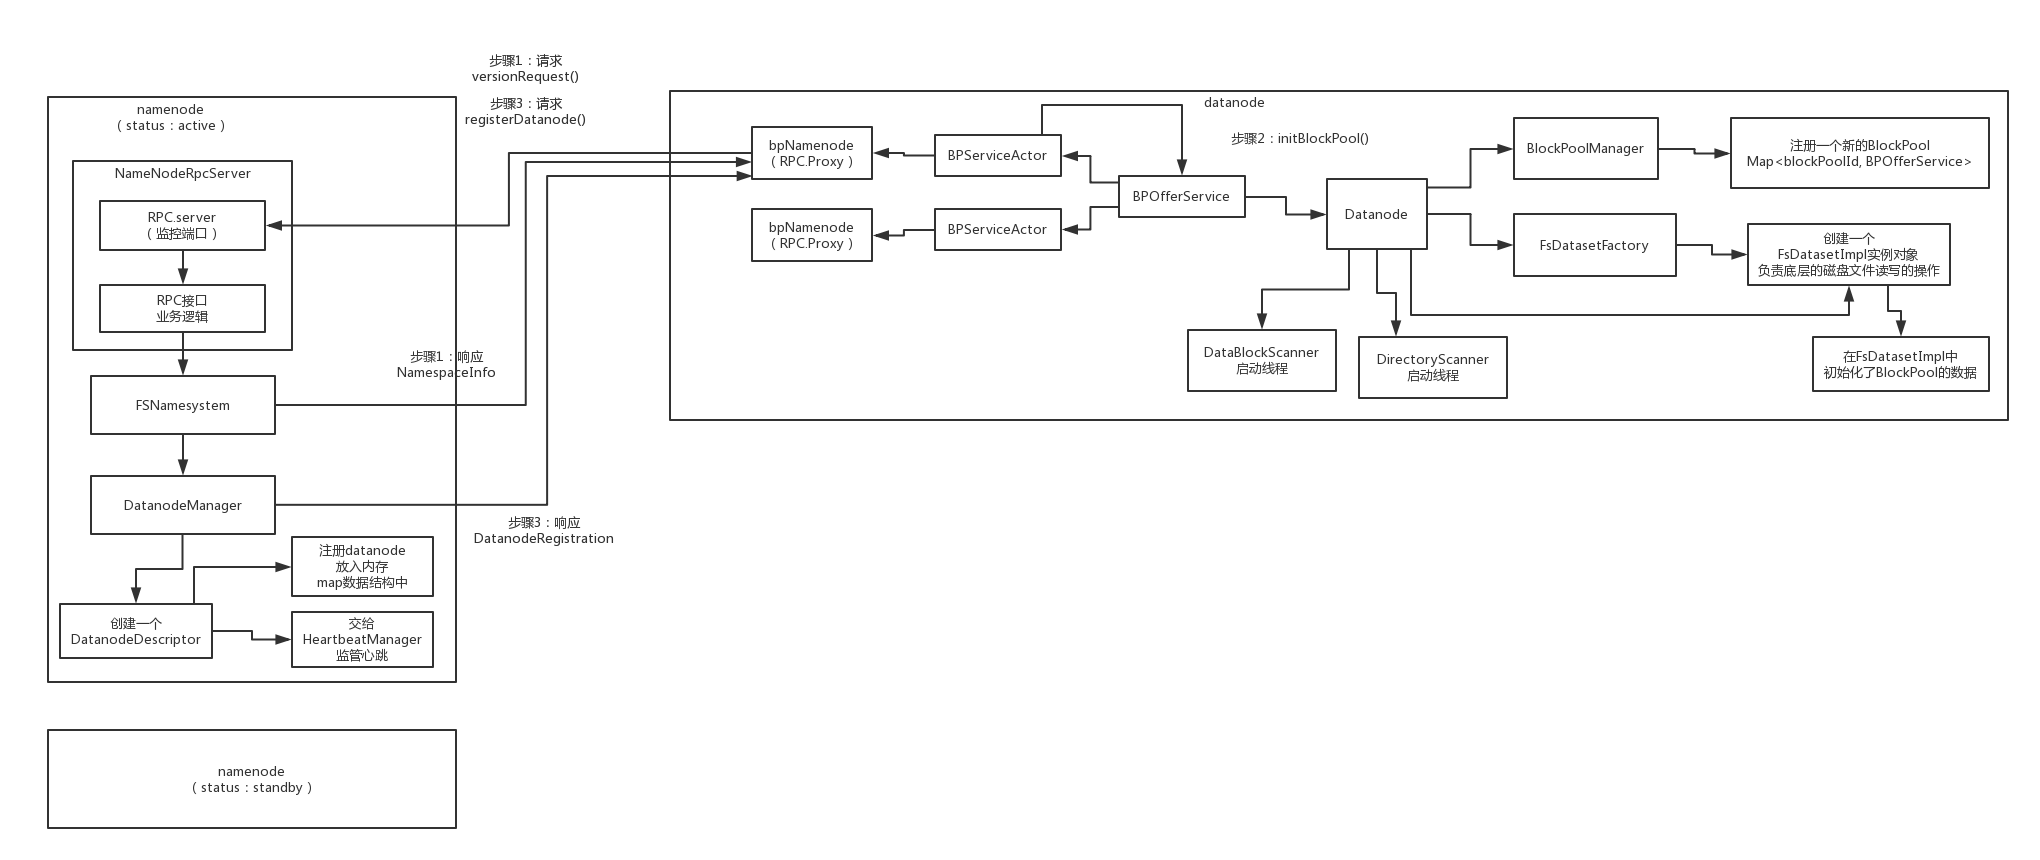 步骤1：请求
versionRequest()
步骤3：请求
registerDatanode()
namenode
（ status：active ）
NameNodeRpcServer
RPC.server
（ 监控端口 ）
RPC接口
业务逻辑
步骤1：响应
NamespaceInfo
FSNamesystem
DatanodeManager
步骤3：响应
DatanodeRegistration
注册datanode
放入内存
map数据结构中
创建一个
DatanodeDescriptor
交给
HeartbeatManager
监管心跳
namenode
（ status：standby ）
datanode
bpNamenode
（ RPC.Proxy ）
BPServiceActor
步骤2：initBlockPool()
BPOfferService
bpNamenode
（ RPC.Proxy ）
BPServiceActor
Datanode
BlockPoolManager
注册一个新的BlockPool
Map<blockPoolId, BPOfferService>
FsDatasetFactory
创建一个
FsDatasetImpl实例对象
负责底层的磁盘文件读写的操作
DataBlockScanner
启动线程
DirectoryScanner
启动线程
在FsDatasetImpl中
初始化了BlockPool的数据